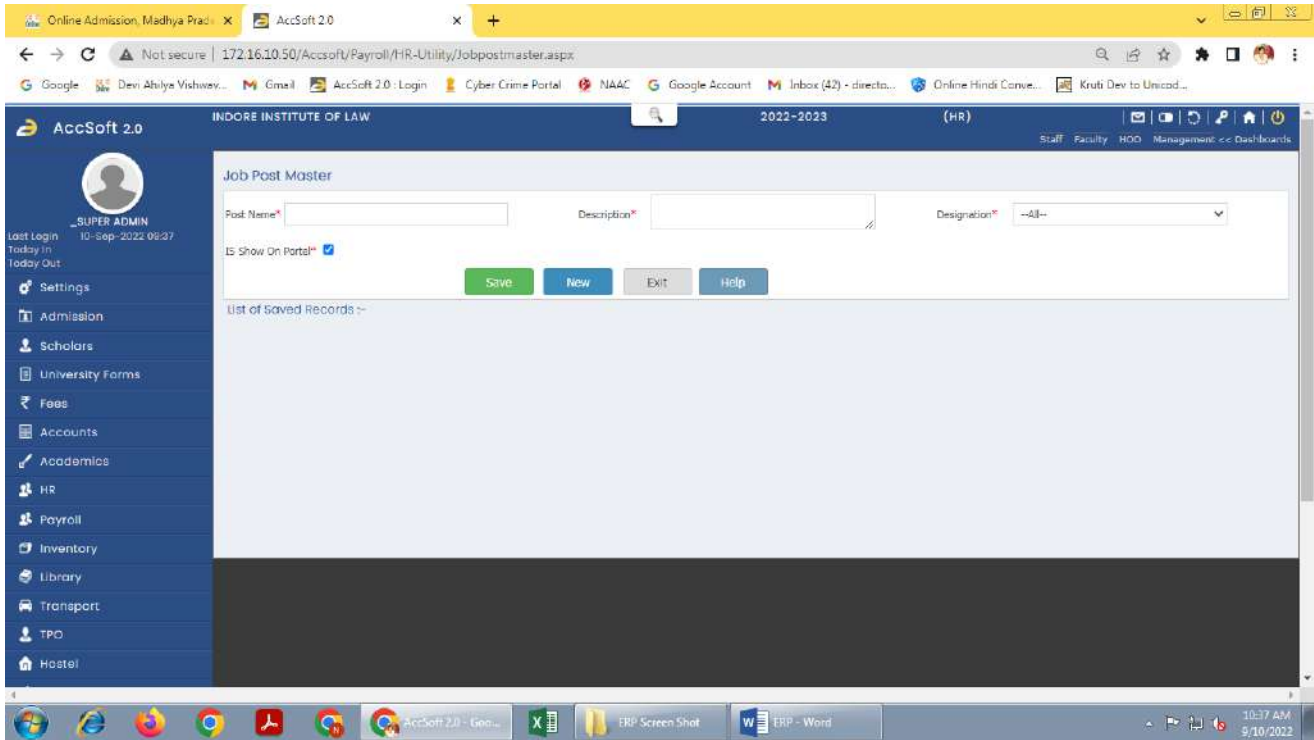 Online Admission, Madhya Prade
AccSoft 2.0
Not secure | 172.16.10.50/Accsoft/Payroll/HR-Utility/Jobpostmaster.aspx
Google
Devi Ahilya Vishwav...
Gmail
AccSoft 2.0 : Login
Cyber Crime Portal
NAAC
Google Account
Inbox (42) - directo...
Online Hindi Conve...
Kruti Dev to Unicod...
AccSoft 2.0
INDORE INSTITUTE OF LAW
2022-2023
(HR)
Staff Faculty HOD Management << Dashboards
_SUPER ADMIN
Last Login 10-Sep-2022 09:37
Today In
Today Out
Settings
Admission
Scholars
University Forms
₹ Fees
Accounts
Academics
HR
Payroll
Inventory
Library
Transport
TPO
Hostel
Job Post Master
Post Name*
Description*
Designation* --All--
IS Show On Portal*
Save New Exit Help
List of Saved Records :-
AccSoft 2.0 - Goo...
ERP Screen Shot
ERP - Word
10:37 AM
9/10/2022